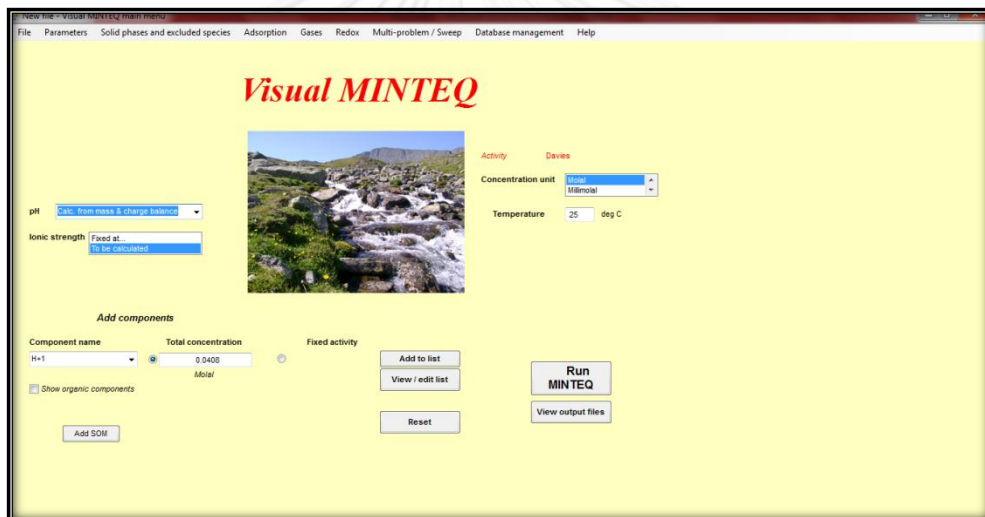 New file - Visual MINTEQ main menu
File Parameters Solid phases and excluded species Adsorption Gases Redox Multi-problem / Sweep Database management Help
Visual MINTEQ
Activity Davies
Concentration unit Molal
Millimolal
pH Calc. from mass & charge balance
Temperature 25 deg C
Ionic strength Fixed at...
To be calculated
Add components
Component name Total concentration Fixed activity
H+1 0.0408 Add to list
Molal
Show organic components
View / edit list
Run
MINTEQ
View output files
Reset
Add SOM